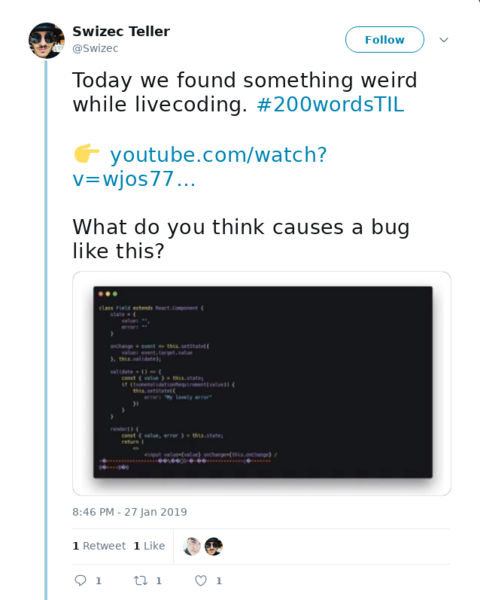 Swizec Teller
@Swizec
Follow
Today we found something weird
while livecoding. #200wordsTIL
👉 youtube.com/watch?
v=wjos77...
What do you think causes a bug
like this?
class Field extends React.Component {
state = {
value: "",
error: ""
}
onChange = event => this.setState({
value: event.target.value
}, this.validate);
validate = () => {
const { value } = this.state;
if (!someValidationRequirement(value)) {
this.setState({
error: "My lovely error"
})
}
}
render() {
const { value, error } = this.state;
return (
<>
<input value={value} onChange={this.onChange} /
8:46 PM - 27 Jan 2019
1 Retweet 1 Like
1 1 1